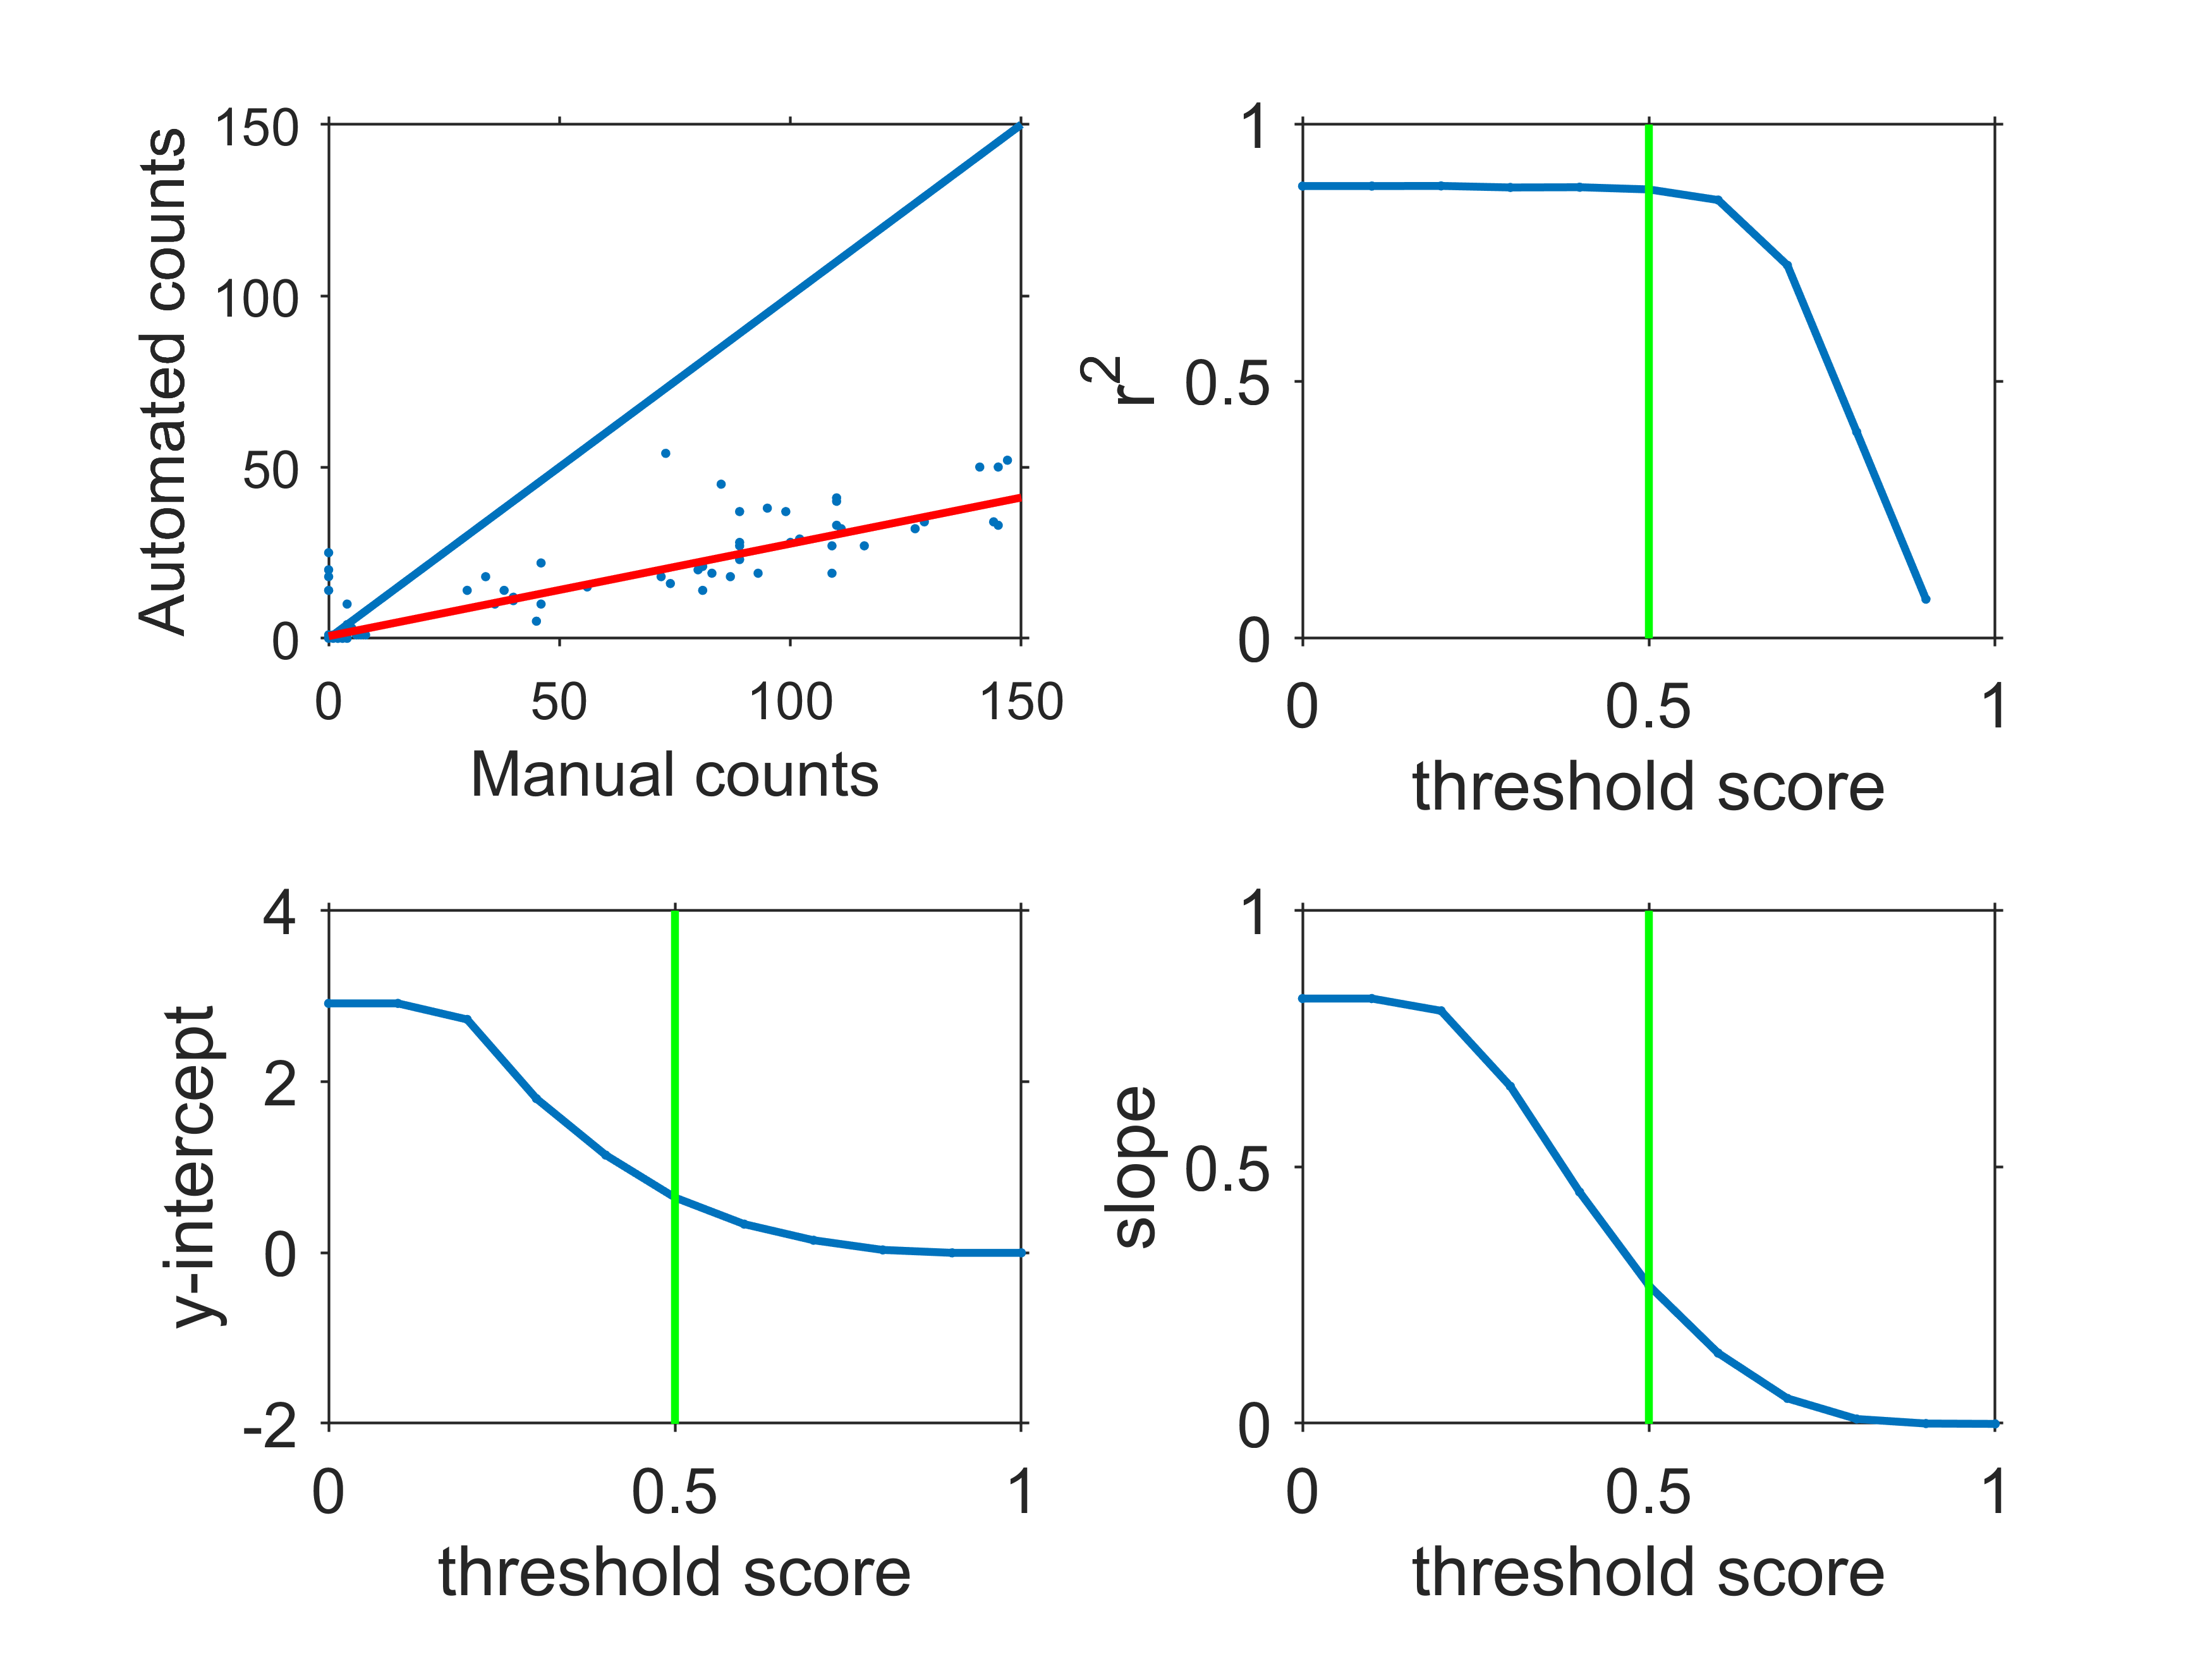 Automated counts
150
100
50
0
0 50 100 150
Manual counts
r²
1
0.5
0
0 0.5 1
threshold score
y-intercept
4
2
0
-2
0 0.5 1
threshold score
slope
1
0.5
0
0 0.5 1
threshold score